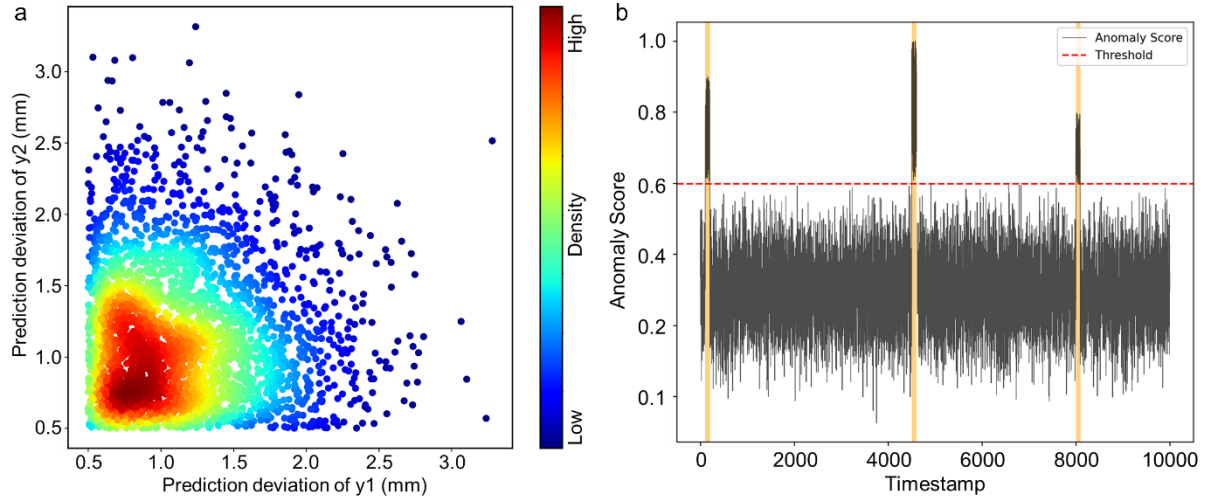 a
Prediction deviation of y2 (mm)
3.0
2.5
2.0
1.5
1.0
0.5
0.5 1.0 1.5 2.0 2.5 3.0
Prediction deviation of y1 (mm)
High
Density
Low
b
Anomaly Score
1.0
0.8
0.6
0.4
0.2
0.1
Anomaly Score
Threshold
0 2000 4000 6000 8000 10000
Timestamp